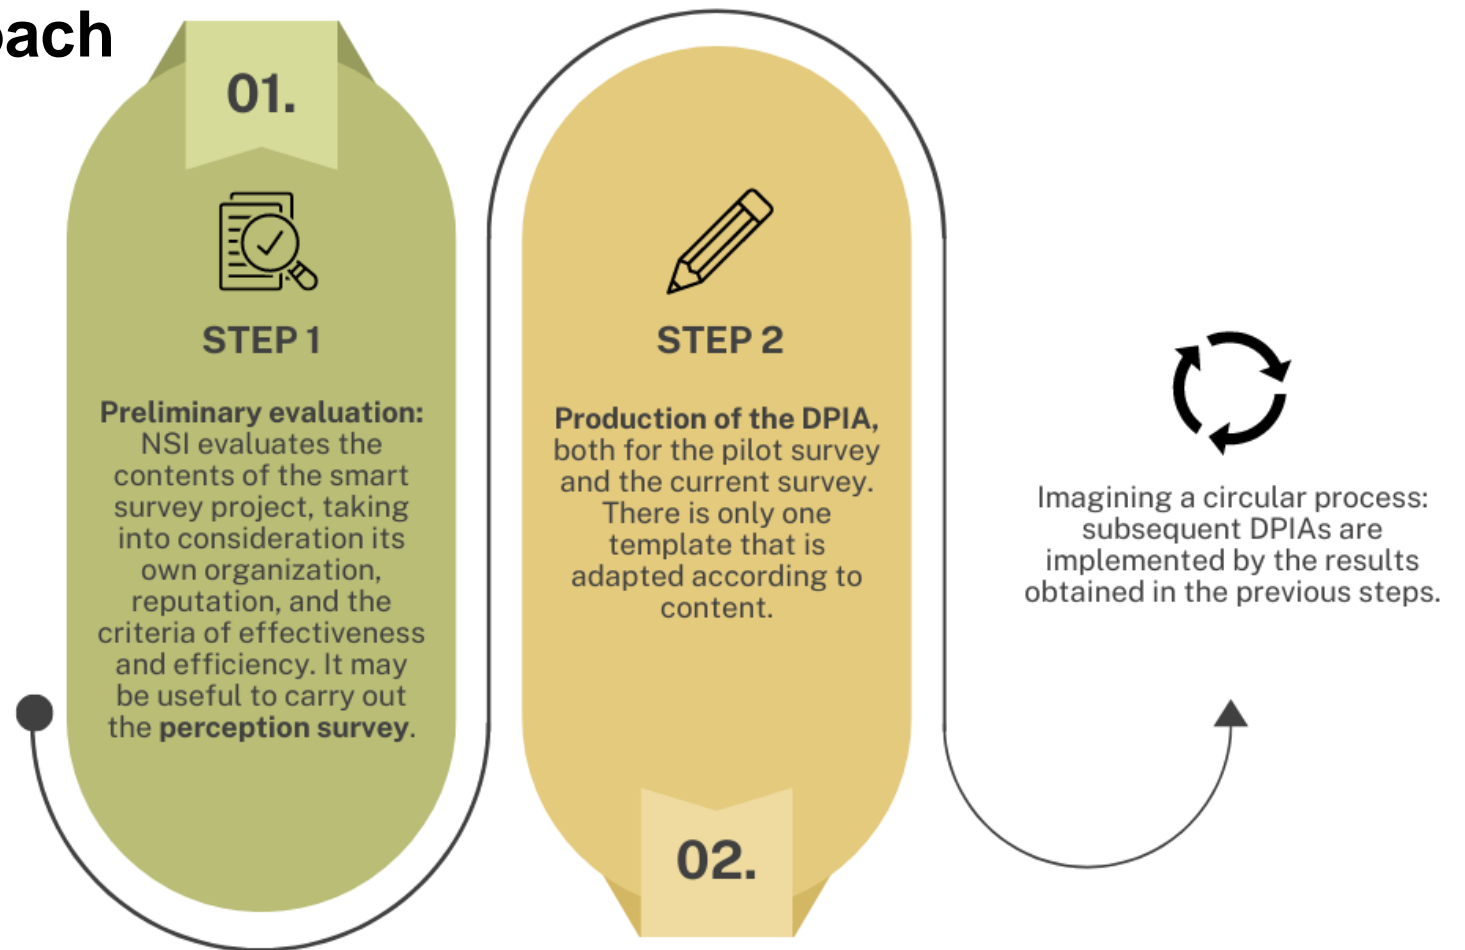 oach
01.
STEP 1
Preliminary evaluation:
NSI evaluates the
contents of the smart
survey project, taking
into consideration its
own organization,
reputation, and the
criteria of effectiveness
and efficiency. It may
be useful to carry out
the perception survey.
STEP 2
Production of the DPIA,
both for the pilot survey
and the current survey.
There is only one
template that is
adapted according to
content.
02.
Imagining a circular process:
subsequent DPIAs are
implemented by the results
obtained in the previous steps.